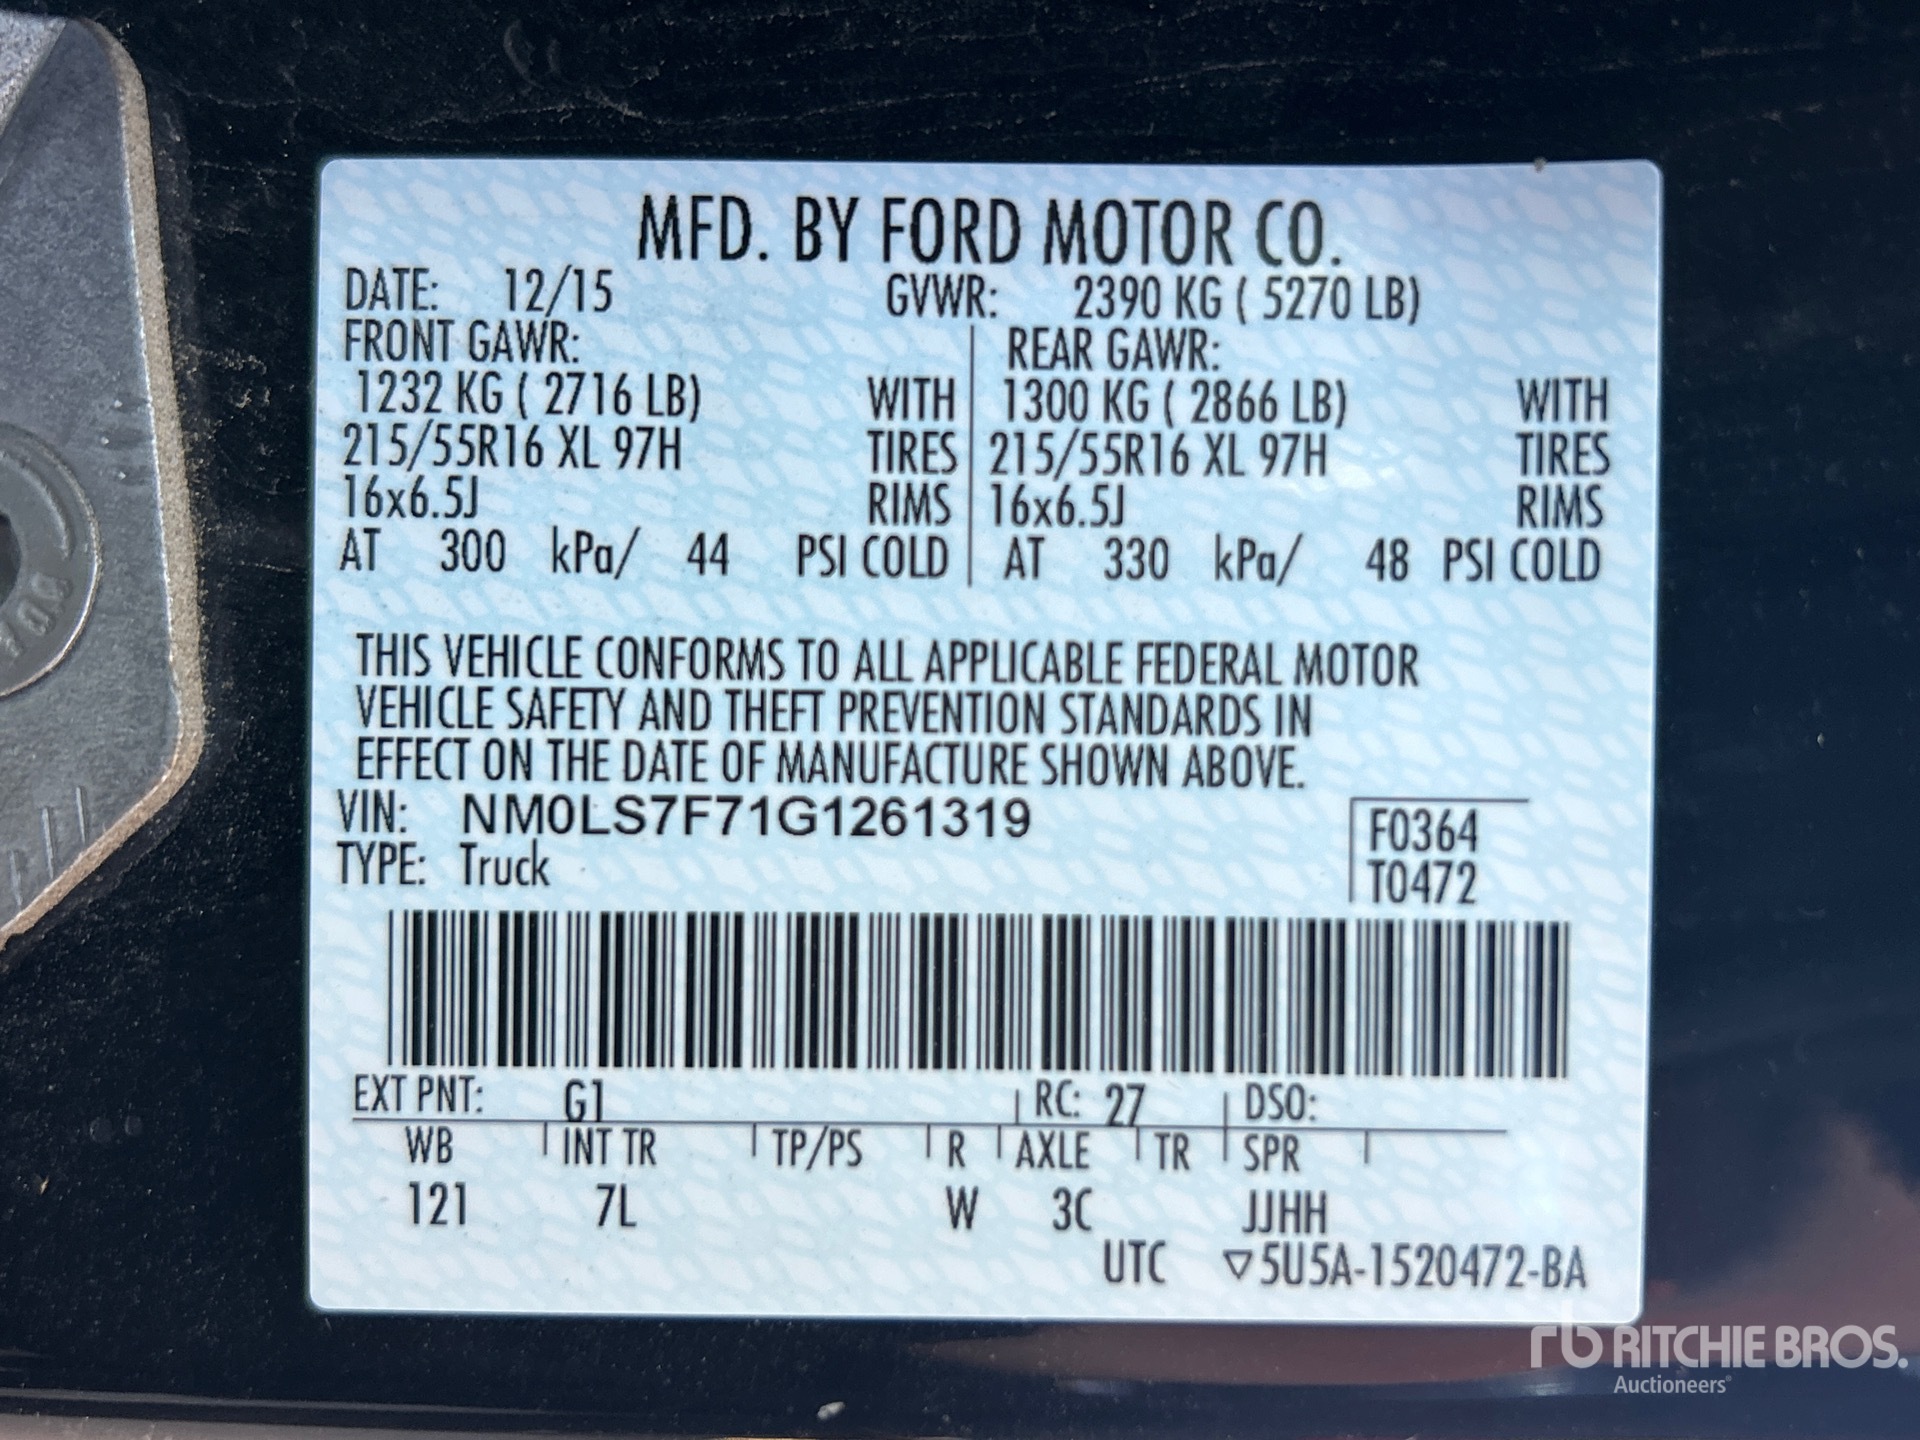 MFD. BY FORD MOTOR CO.
DATE: 12/15 GVWR: 2390 KG ( 5270 LB)
FRONT GAWR: REAR GAWR:
1232 KG ( 2716 LB) WITH 1300 KG ( 2866 LB) WITH
215/55R16 XL 97H TIRES 215/55R16 XL 97H TIRES
16x6.5J RIMS 16x6.5J RIMS
AT 300 kPa/ 44 PSI COLD AT 330 kPa/ 48 PSI COLD
THIS VEHICLE CONFORMS TO ALL APPLICABLE FEDERAL MOTOR
VEHICLE SAFETY AND THEFT PREVENTION STANDARDS IN
EFFECT ON THE DATE OF MANUFACTURE SHOWN ABOVE.
VIN: NM0LS7F71G1261319 F0364
TYPE: Truck T0472
EXT PNT: G1 RC: 27 DSO:
WB INT TR TP/PS R AXLE TR SPR
121 7L W 3C JJHH
UTC ▽5U5A-1520472-BA
rb RITCHIE BROS.
Auctioneers